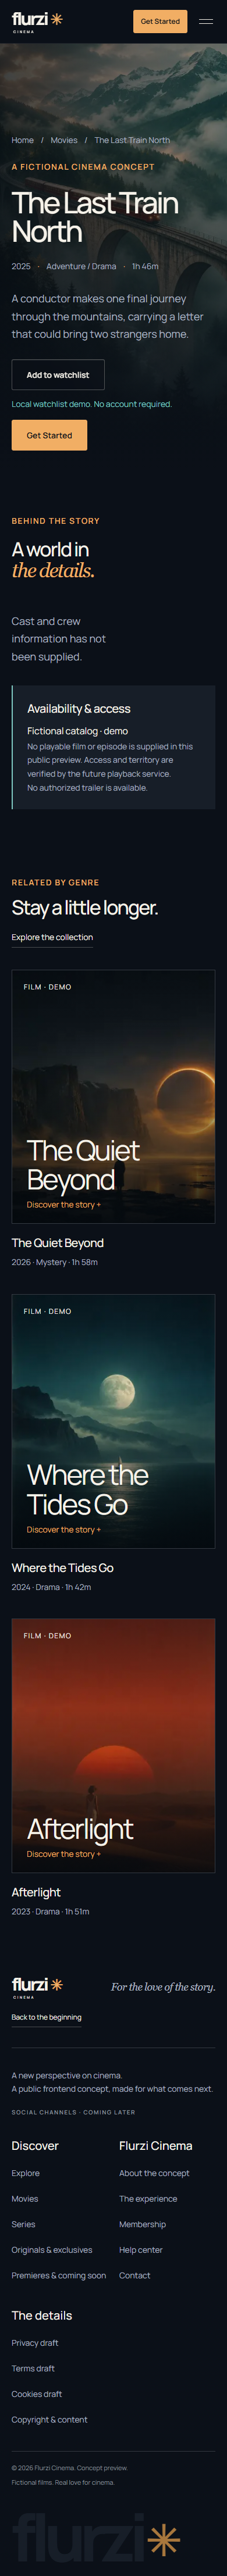 flurzi
CINEMA
Get Started
Home / Movies / The Last Train North
A FICTIONAL CINEMA CONCEPT
The Last Train
North
2025 · Adventure / Drama · 1h 46m
A conductor makes one final journey
through the mountains, carrying a letter
that could bring two strangers home.
Add to watchlist
Local watchlist demo. No account required.
Get Started
BEHIND THE STORY
A world in
the details.
Cast and crew
information has not
been supplied.
Availability & access
Fictional catalog · demo
No playable film or episode is supplied in this
public preview. Access and territory are
verified by the future playback service.
No authorized trailer is available.
RELATED BY GENRE
Stay a little longer.
Explore the collection
FILM · DEMO
The Quiet
Beyond
Discover the story +
The Quiet Beyond
2026 · Mystery · 1h 58m
FILM · DEMO
Where the
Tides Go
Discover the story +
Where the Tides Go
2024 · Drama · 1h 42m
FILM · DEMO
Afterlight
Discover the story +
Afterlight
2023 · Drama · 1h 51m
flurzi
CINEMA
For the love of the story.
Back to the beginning
A new perspective on cinema.
A public frontend concept, made for what comes next.
SOCIAL CHANNELS · COMING LATER
Discover
Explore
Movies
Series
Originals & exclusives
Premieres & coming soon
Flurzi Cinema
About the concept
The experience
Membership
Help center
Contact
The details
Privacy draft
Terms draft
Cookies draft
Copyright & content
© 2026 Flurzi Cinema. Concept preview.
Fictional films. Real love for cinema.
flurzi